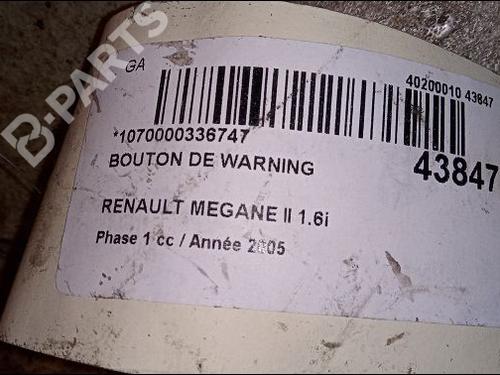 B-PARTS
GA
40200010 43847
*1070000336747
BOUTON DE WARNING
43847
RENAULT MEGANE II 1.6i
Phase 1 cc / Année 2005